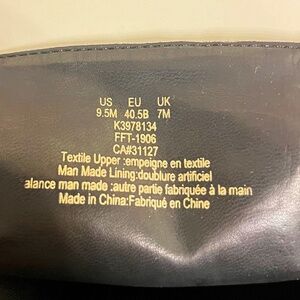 US EU UK
9.5M 40.5B 7M
K3978134
FFT-1906
CA#31127
Textile Upper :empeigne en textile
Man Made Lining:doublure artificiel
alance man made :autre partie fabriquée à la main
Made in China:Fabriqué en Chine